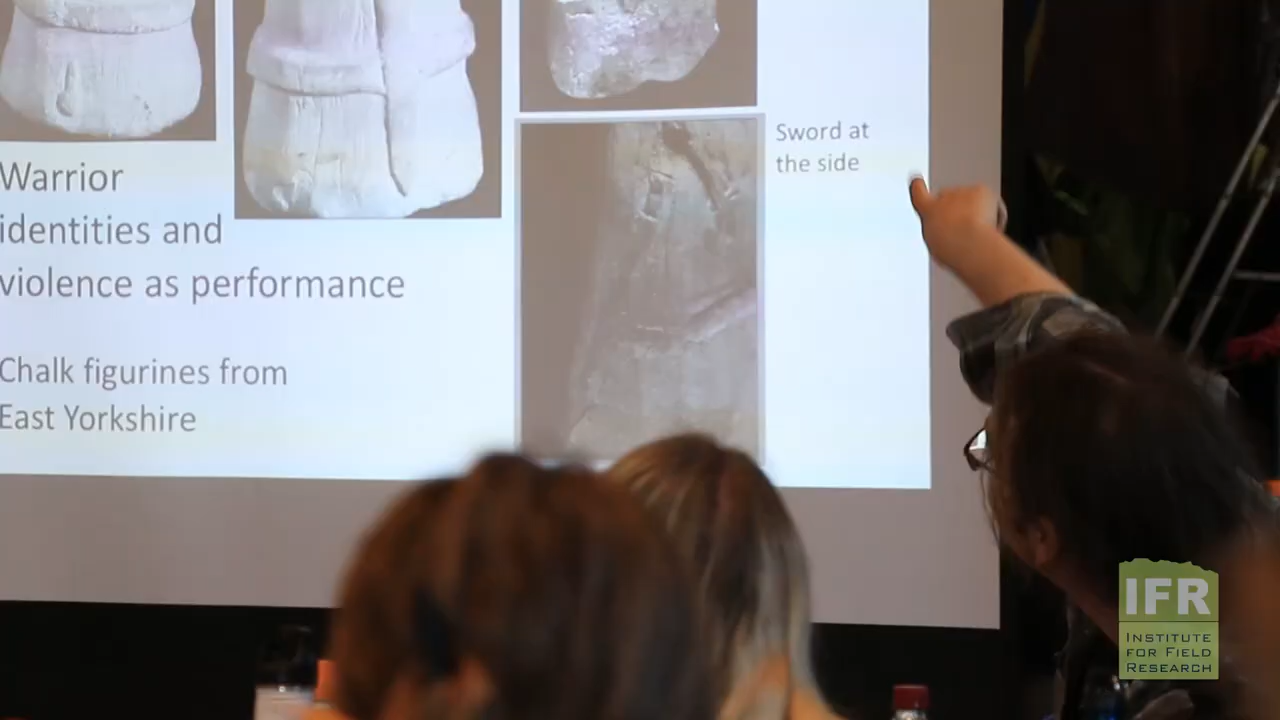 Sword at
the side
Warrior
identities and
violence as performance
Chalk figurines from
East Yorkshire
IFR
INSTITUTE
FOR FIELD
RESEARCH